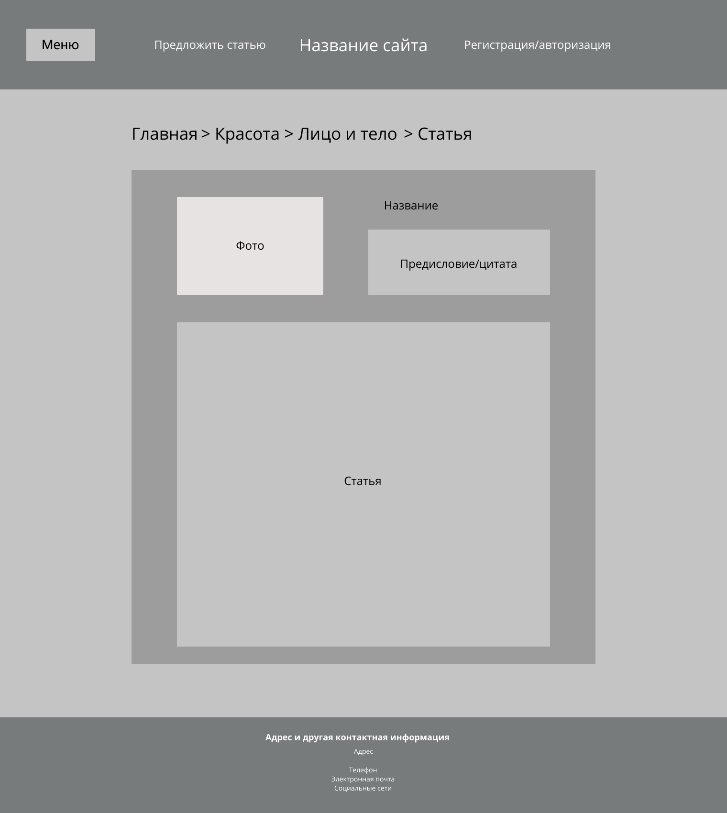 Меню
Предложить статью
Название сайта
Регистрация/авторизация
Главная > Красота > Лицо и тело > Статья
Фото
Название
Предисловие/цитата
Статья
Адрес и другая контактная информация
Адрес
Телефон
Электронная почта
Социальные сети